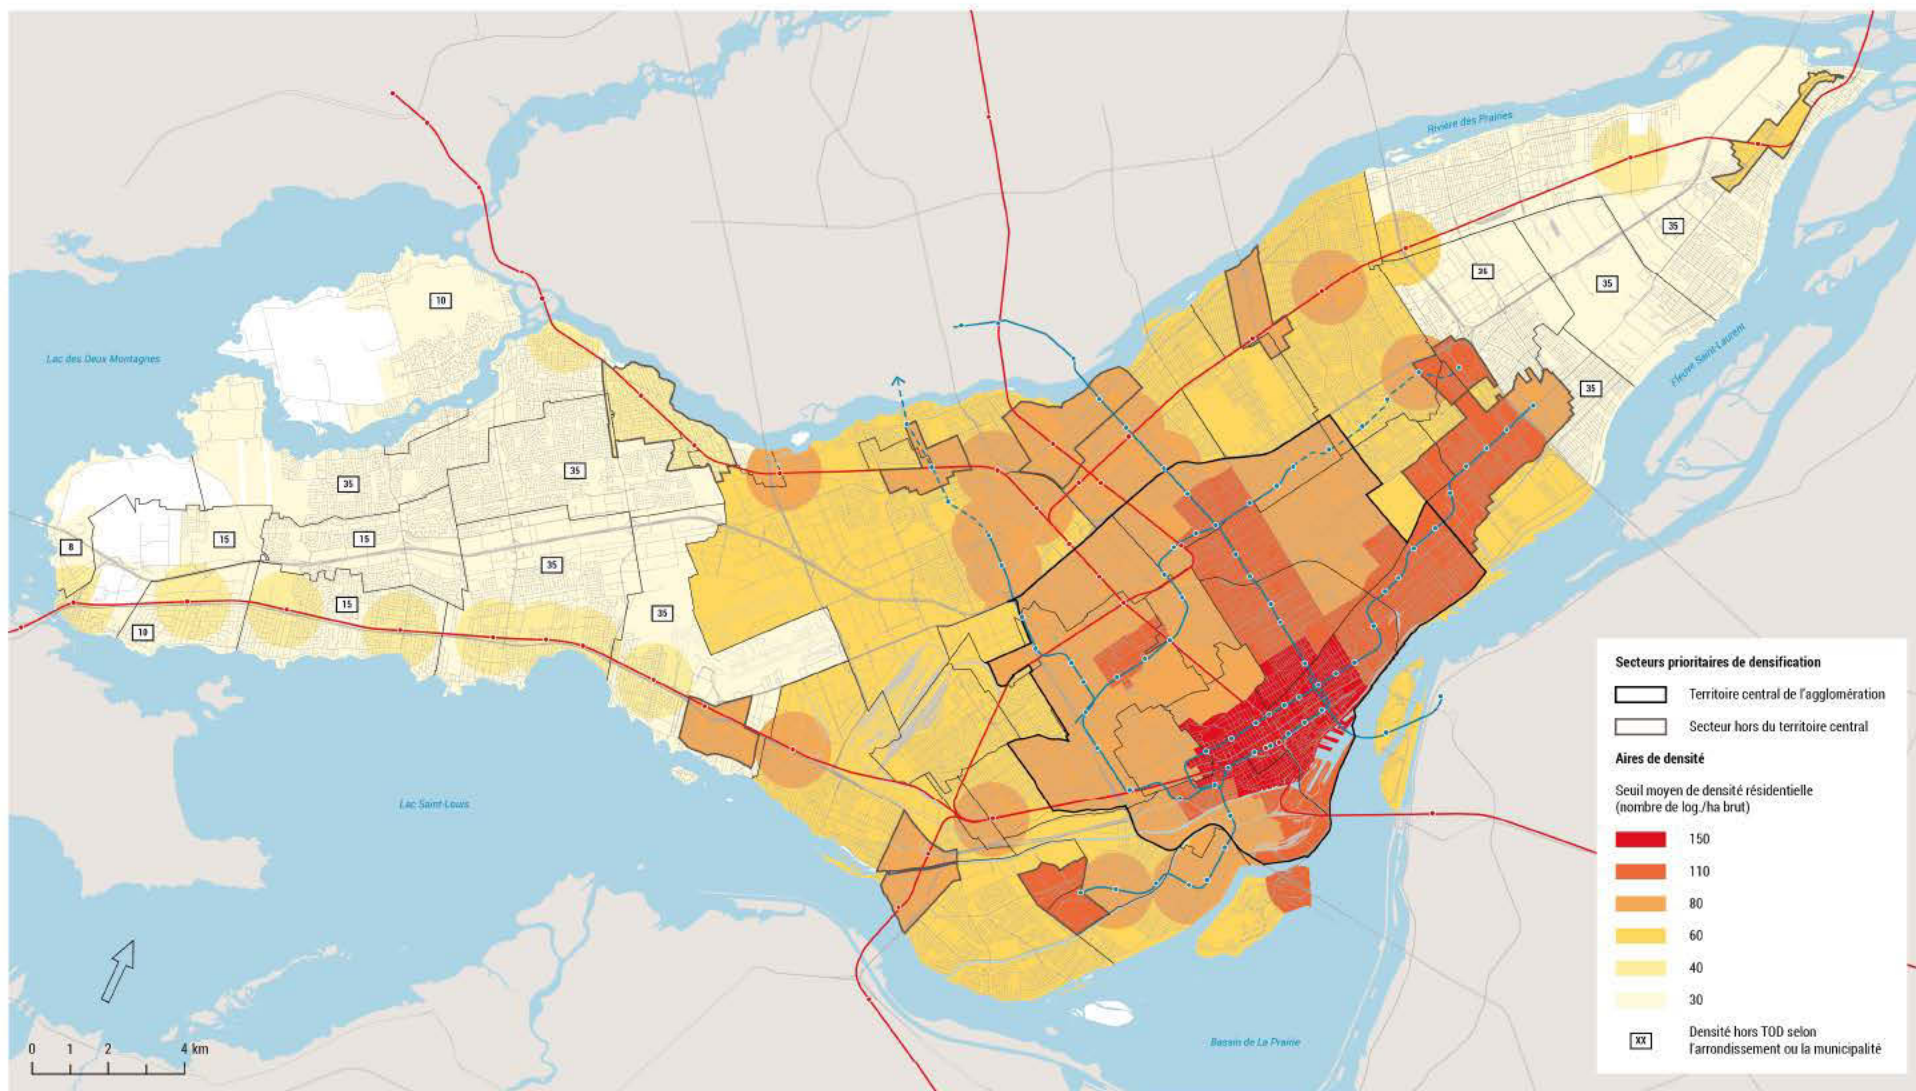 Rivière des Prairies
35
35
35
10
Lac des Deux Montagnes
Fleuve Saint-Laurent
35
35
35
15
15
8
35
15
35
10
Lac Saint-Louis
Bassin de La Prairie
0 1 2 4 km
Secteurs prioritaires de densification
Territoire central de l'agglomération
Secteur hors du territoire central
Aires de densité
Seuil moyen de densité résidentielle
(nombre de log./ha brut)
150
110
80
60
40
30
XX
Densité hors TOD selon
l'arrondissement ou la municipalité